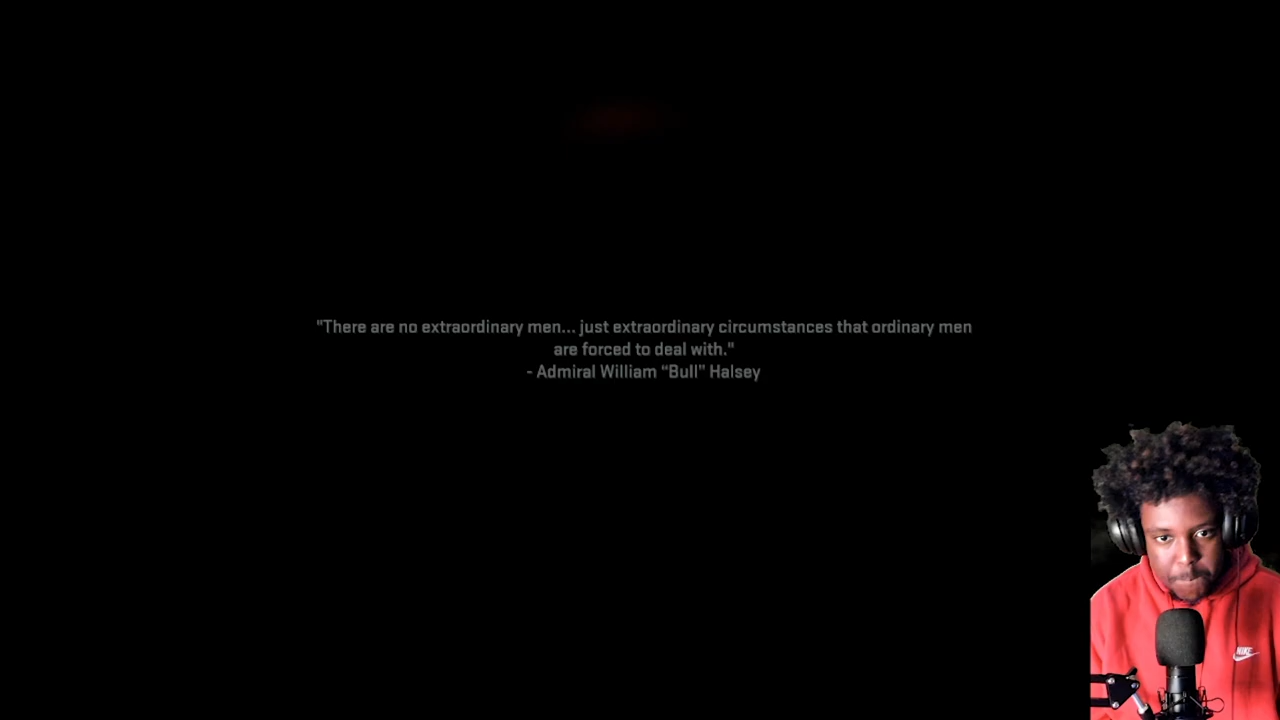 "There are no extraordinary men... just extraordinary circumstances that ordinary men
are forced to deal with."
- Admiral William “Bull” Halsey
NIKE